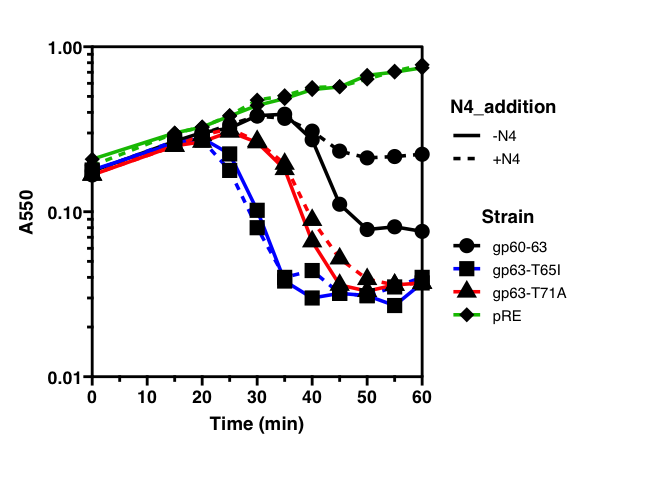 1.00
0.10
0.01
A550
0 10 20 30 40 50 60
Time (min)
N4_addition
-N4
+N4
Strain
gp60-63
gp63-T65I
gp63-T71A
pRE